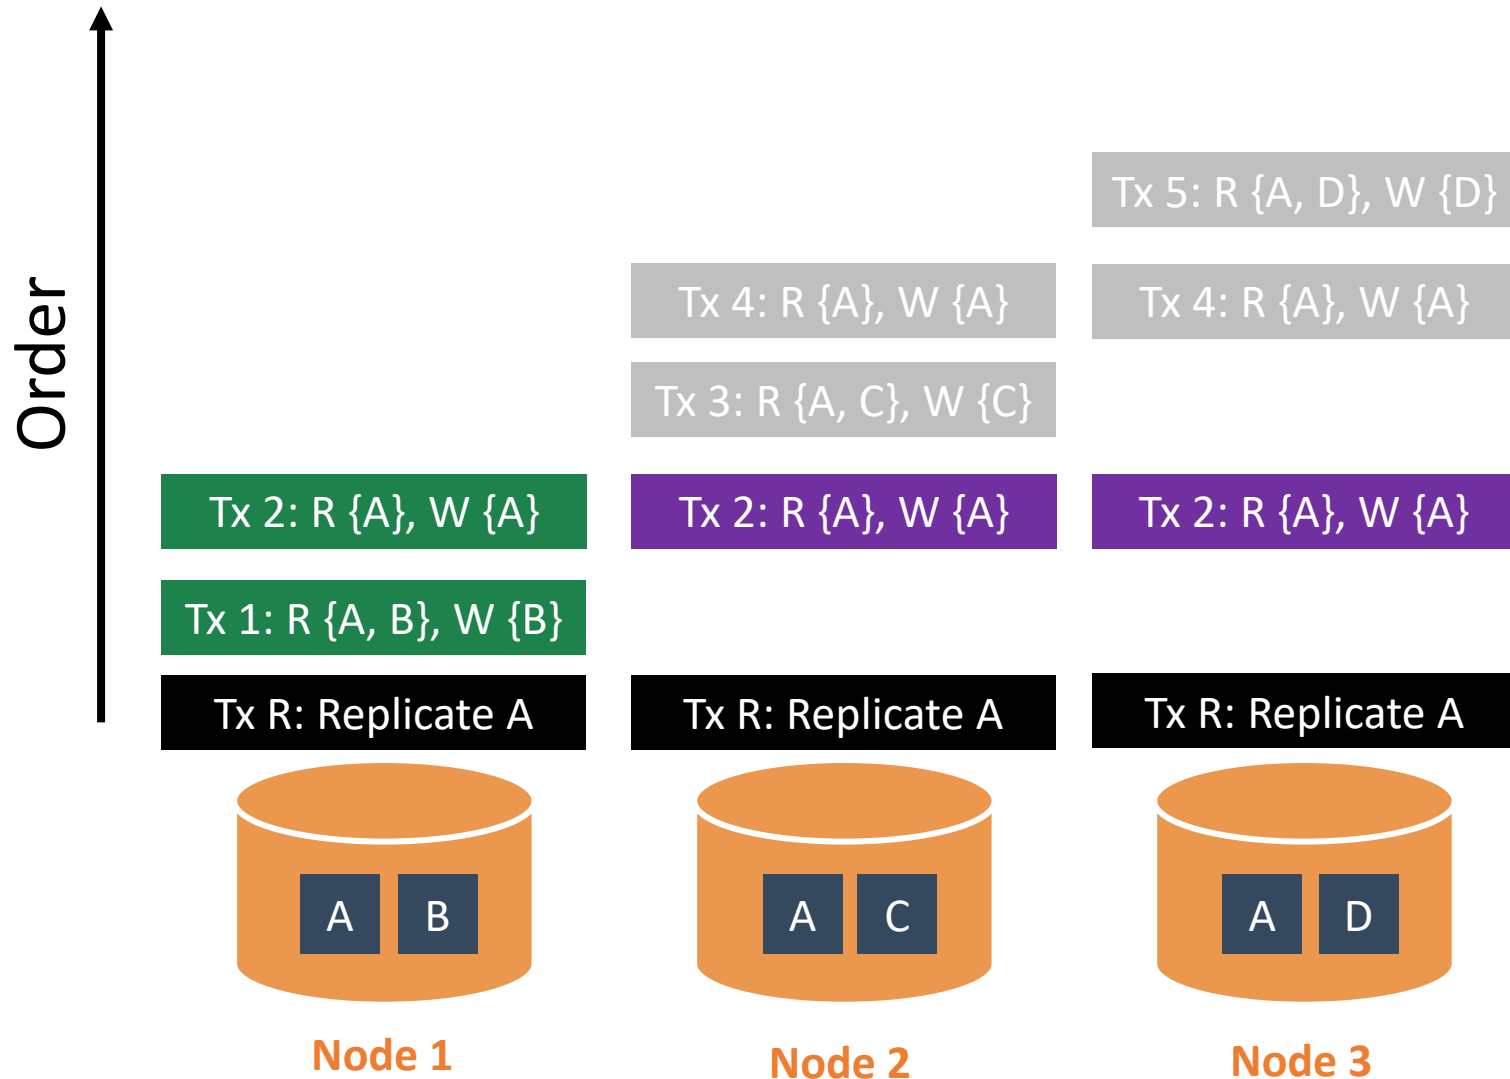 Order
Tx 5: R {A, D}, W {D}
Tx 4: R {A}, W {A}
Tx 4: R {A}, W {A}
Tx 3: R {A, C}, W {C}
Tx 2: R {A}, W {A}
Tx 2: R {A}, W {A}
Tx 2: R {A}, W {A}
Tx 1: R {A, B}, W {B}
Tx R: Replicate A
Tx R: Replicate A
Tx R: Replicate A
A B
A C
A D
Node 1
Node 2
Node 3